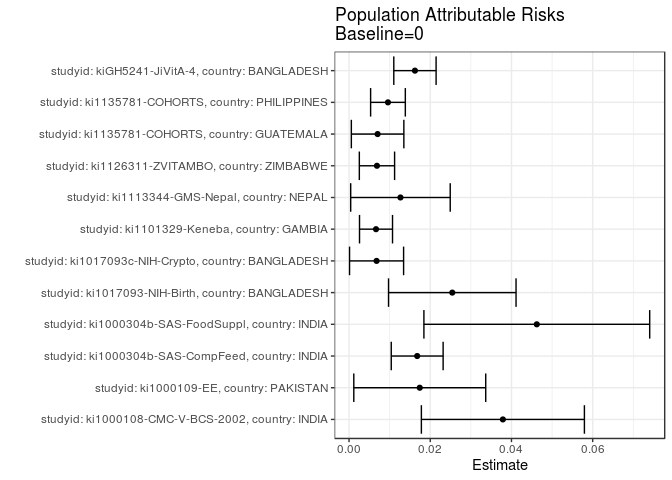 Population Attributable Risks
Baseline=0
studyid: kiGH5241-JiVitA-4, country: BANGLADESH
studyid: ki1135781-COHORTS, country: PHILIPPINES
studyid: ki1135781-COHORTS, country: GUATEMALA
studyid: ki1126311-ZVITAMBO, country: ZIMBABWE
studyid: ki1113344-GMS-Nepal, country: NEPAL
studyid: ki1101329-Keneba, country: GAMBIA
studyid: ki1017093c-NIH-Crypto, country: BANGLADESH
studyid: ki1017093-NIH-Birth, country: BANGLADESH
studyid: ki1000304b-SAS-FoodSuppl, country: INDIA
studyid: ki1000304b-SAS-CompFeed, country: INDIA
studyid: ki1000109-EE, country: PAKISTAN
studyid: ki1000108-CMC-V-BCS-2002, country: INDIA
0.00 0.02 0.04 0.06
Estimate